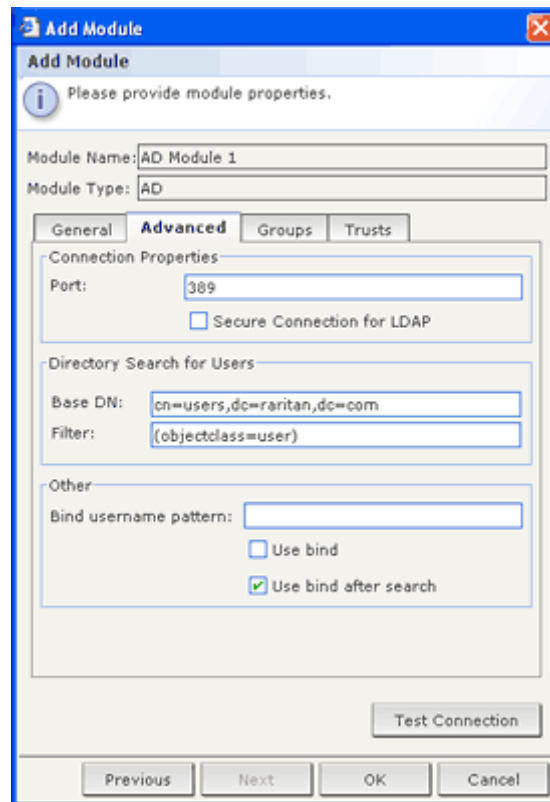 Add Module
Add Module
Please provide module properties.
Module Name: AD Module 1
Module Type: AD
General Advanced Groups Trusts
Connection Properties
Port: 389
Secure Connection for LDAP
Directory Search for Users
Base DN: cn=users,dc=raritan,dc=com
Filter: (objectclass=user)
Other
Bind username pattern:
Use bind
Use bind after search
Test Connection
Previous Next OK Cancel